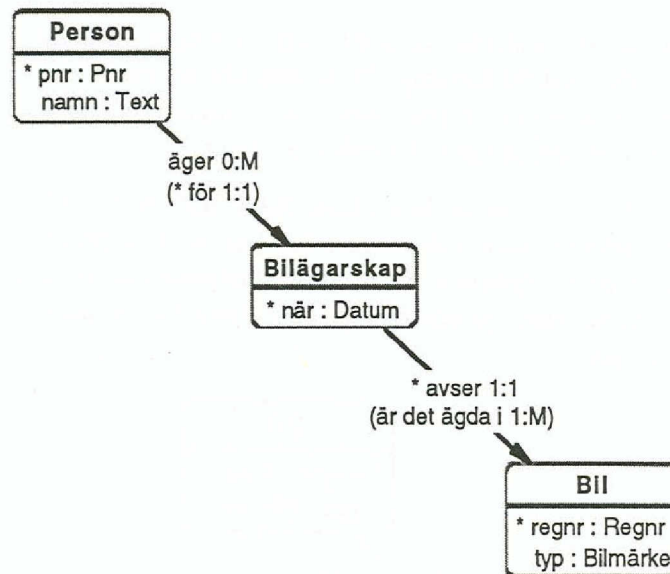 Person
* pnr : Pnr
namn : Text
äger 0:M
(* för 1:1)
Bilägarskap
* när : Datum
* avser 1:1
(är det ägda i 1:M)
Bil
* regnr : Regnr
typ : Bilmärke